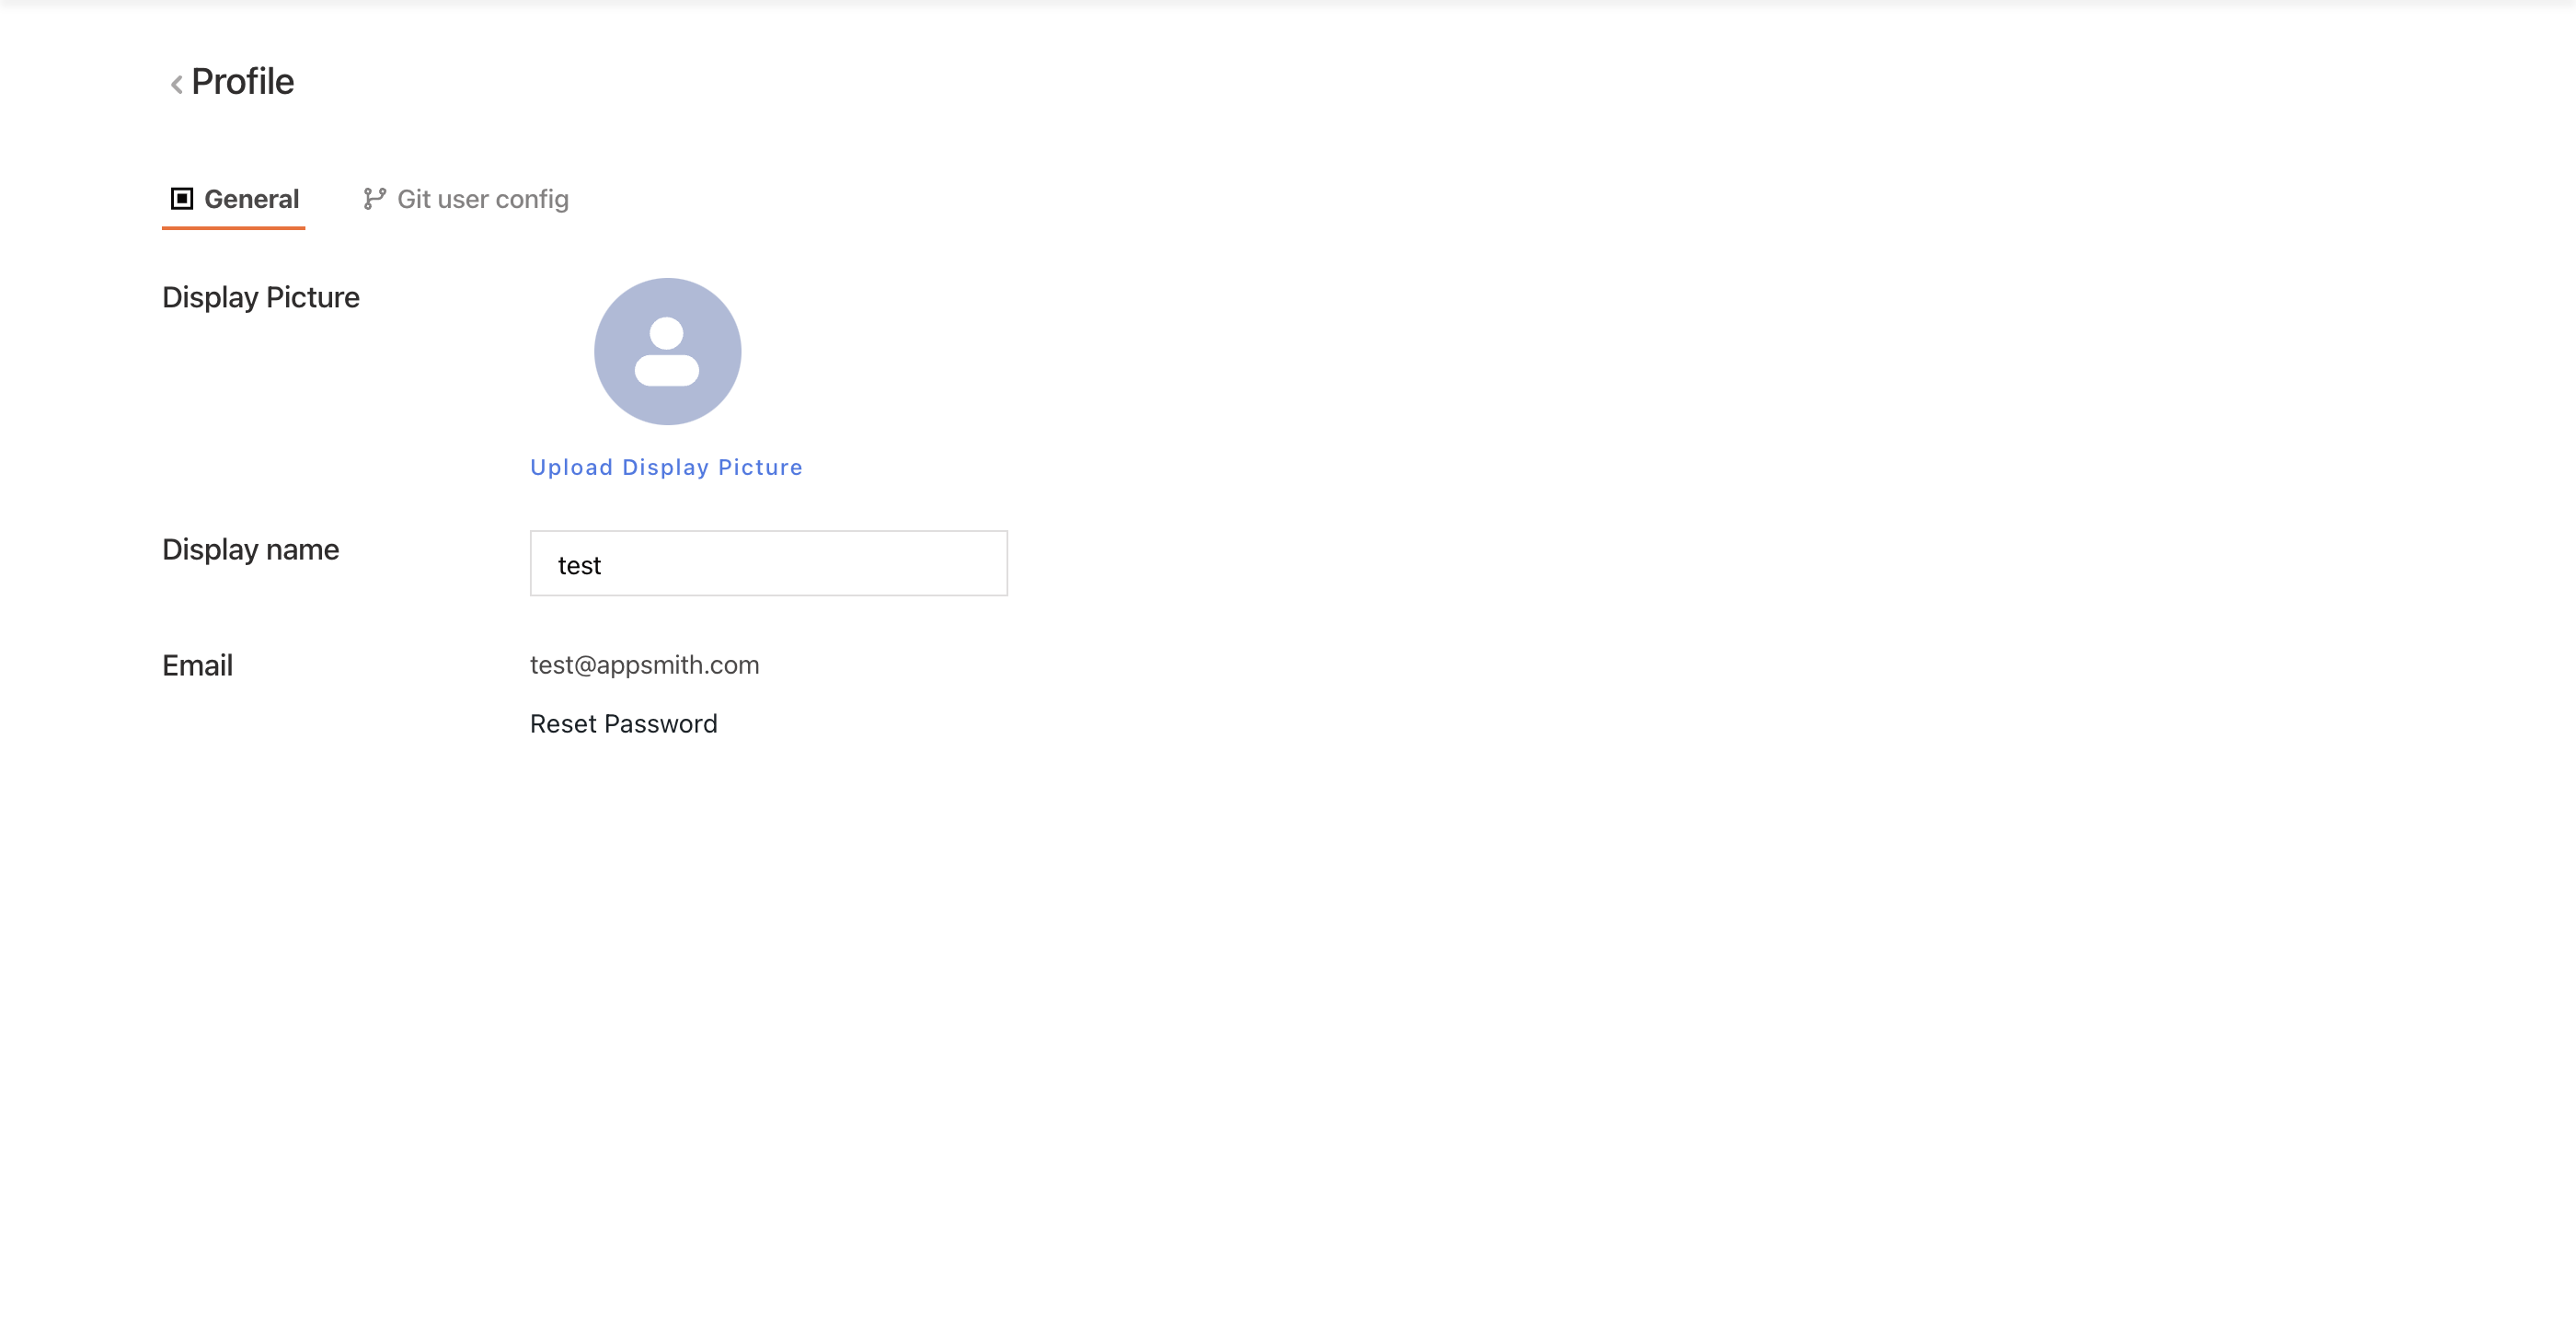 Profile
General
Git user config
Display Picture
Upload Display Picture
Display name
test
Email
test@appsmith.com
Reset Password